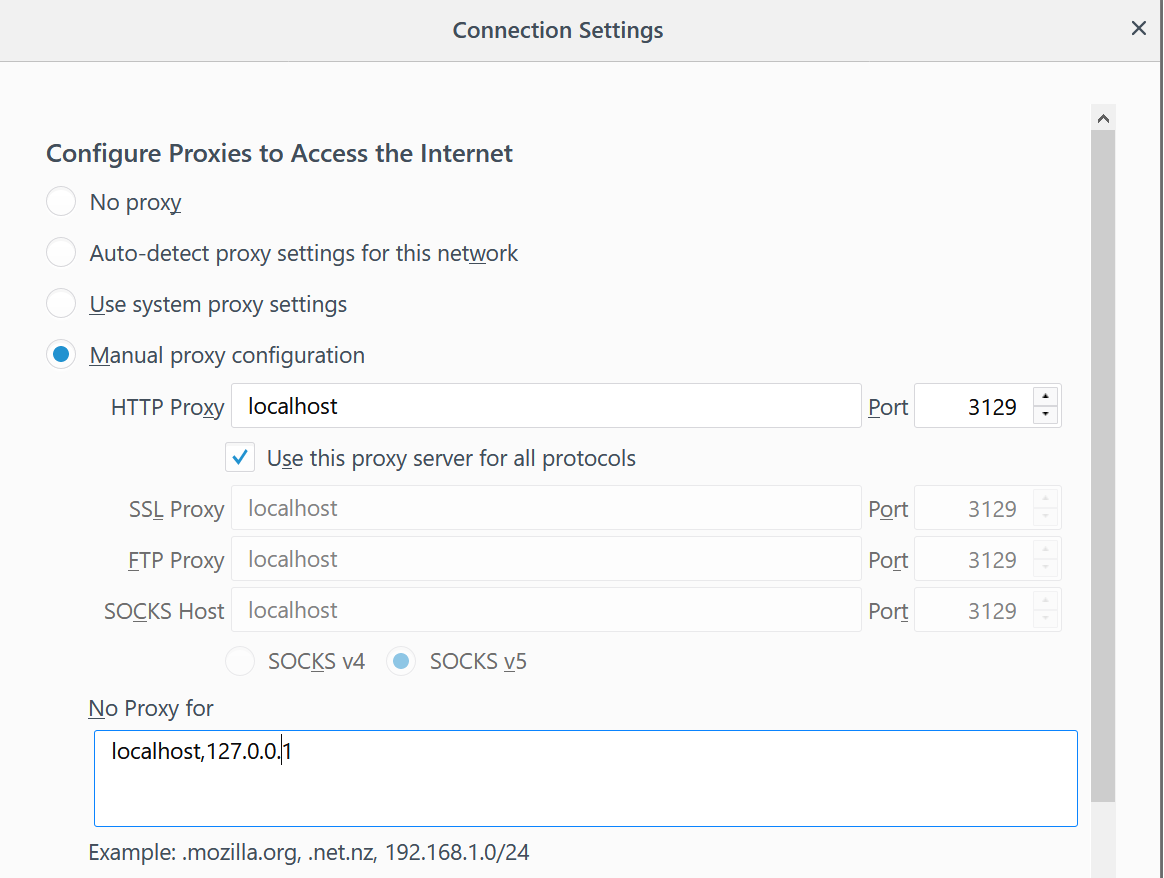 Connection Settings
Configure Proxies to Access the Internet
No proxy
Auto-detect proxy settings for this network
Use system proxy settings
Manual proxy configuration
HTTP Proxy localhost Port 3129
Use this proxy server for all protocols
SSL Proxy localhost Port 3129
FTP Proxy localhost Port 3129
SOCKS Host localhost Port 3129
SOCKS v4 SOCKS v5
No Proxy for
localhost,127.0.0.1
Example: .mozilla.org, .net.nz, 192.168.1.0/24